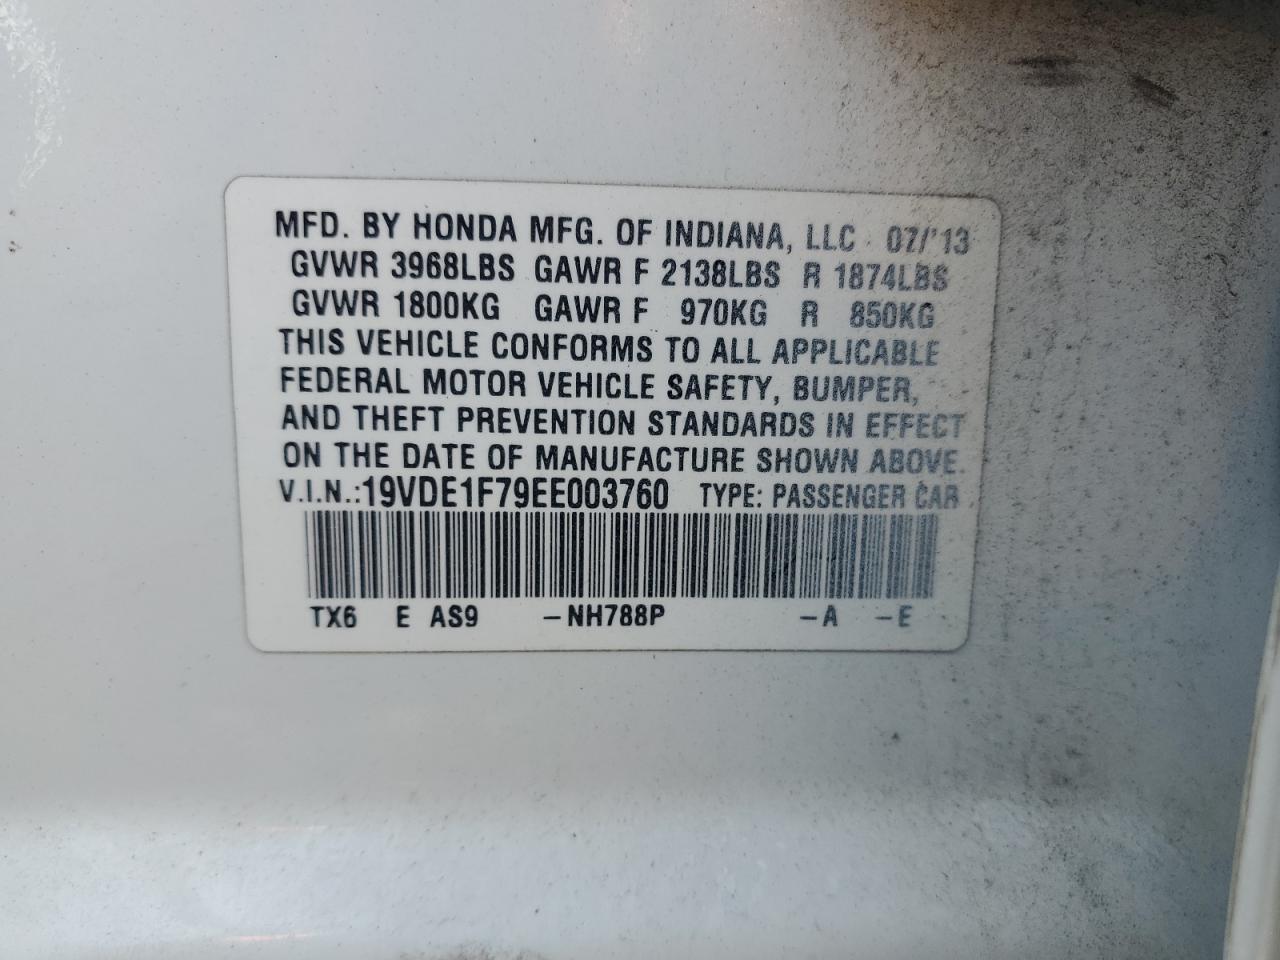 MFD. BY HONDA MFG. OF INDIANA, LLC 07/'13
GVWR 3968LBS GAWR F 2138LBS R 1874LBS
GVWR 1800KG GAWR F 970KG R 850KG
THIS VEHICLE CONFORMS TO ALL APPLICABLE
FEDERAL MOTOR VEHICLE SAFETY, BUMPER,
AND THEFT PREVENTION STANDARDS IN EFFECT
ON THE DATE OF MANUFACTURE SHOWN ABOVE.
V.I.N.:19VDE1F79EE003760 TYPE: PASSENGER CAR
TX6 E AS9 –NH788P –A –E